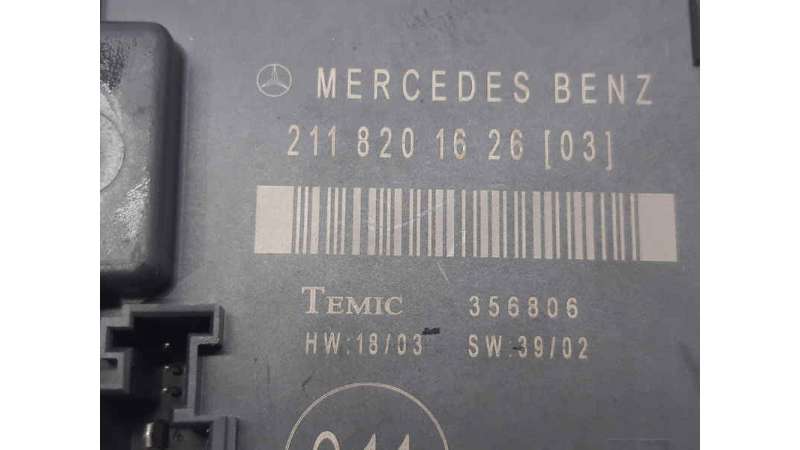 MERCEDES BENZ
211 820 16 26 [03]
TEMIC 356806
HW:18/03 SW:39/02